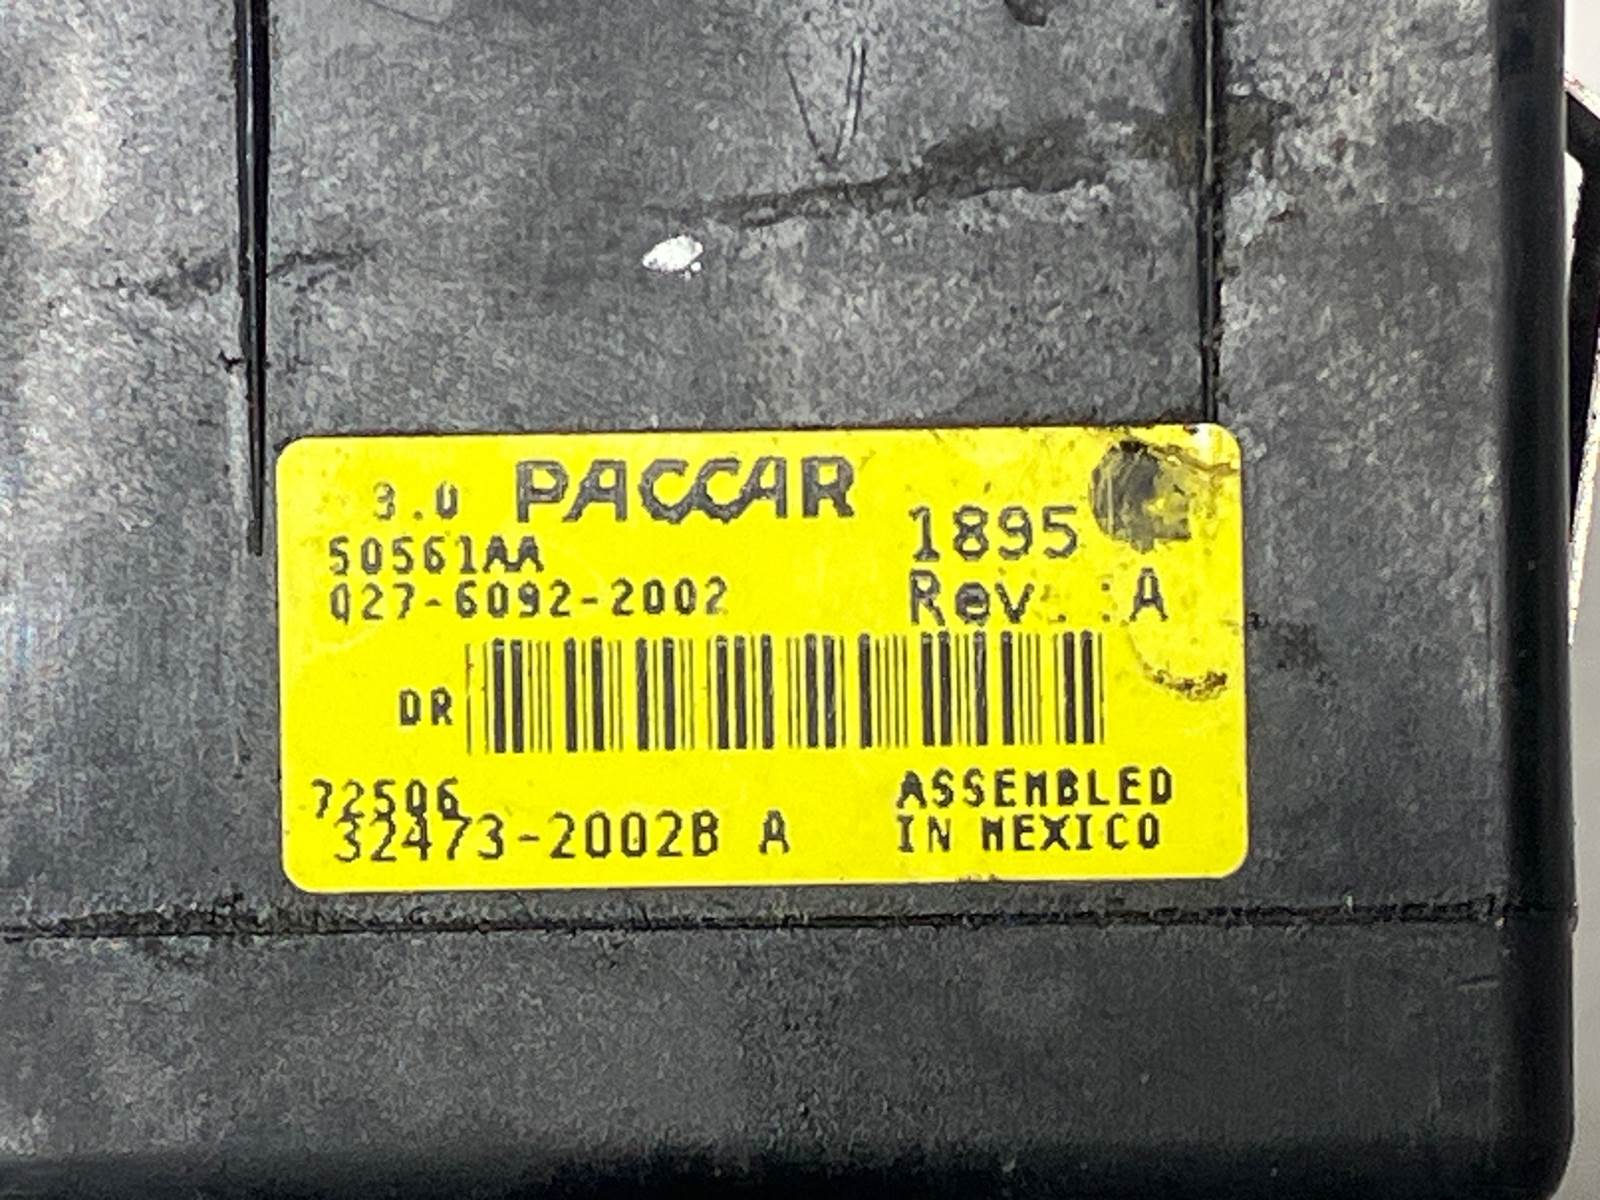 3.0 PACCAR
1895
50561AA
Rev. :A
Q27-6092-2002
DR
72506
32473-2002B A
ASSEMBLED
IN MEXICO